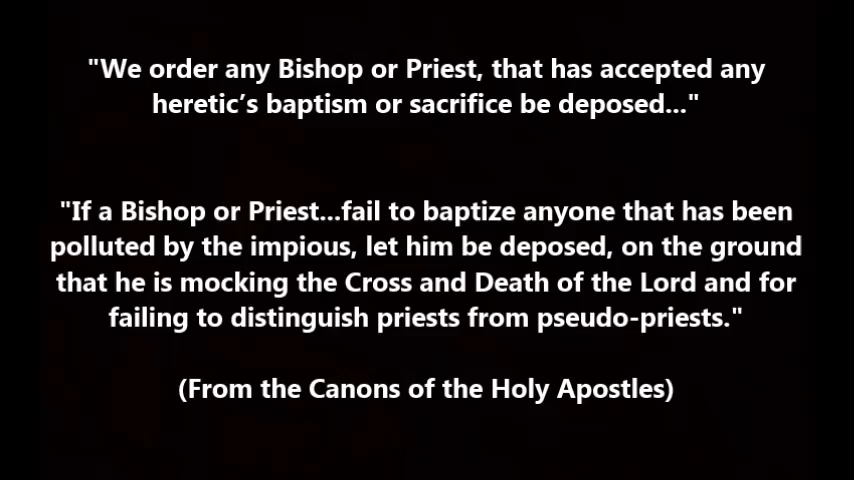 "We order any Bishop or Priest, that has accepted any
heretic’s baptism or sacrifice be deposed..."
"If a Bishop or Priest...fail to baptize anyone that has been
polluted by the impious, let him be deposed, on the ground
that he is mocking the Cross and Death of the Lord and for
failing to distinguish priests from pseudo-priests."
(From the Canons of the Holy Apostles)